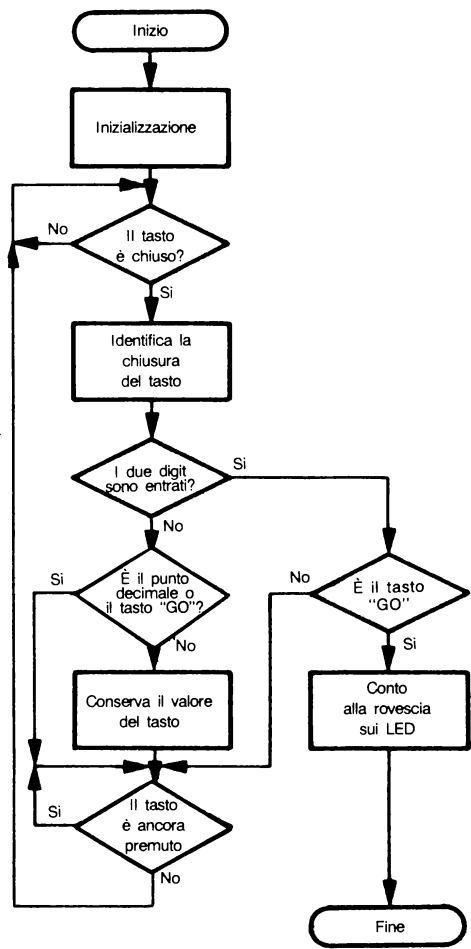 Inizio
Inizializzazione
No
Il tasto
è chiuso?
Si
Identifica la
chiusura
del tasto
I due digit
sono entrati?
Si
No
Si
È il punto
decimale o
il tasto "GO"?
No
No
È il tasto
"GO"
Si
Conserva il valore
del tasto
Conto
alla rovescia
sui LED
Si
Il tasto
è ancora
premuto
No
Fine